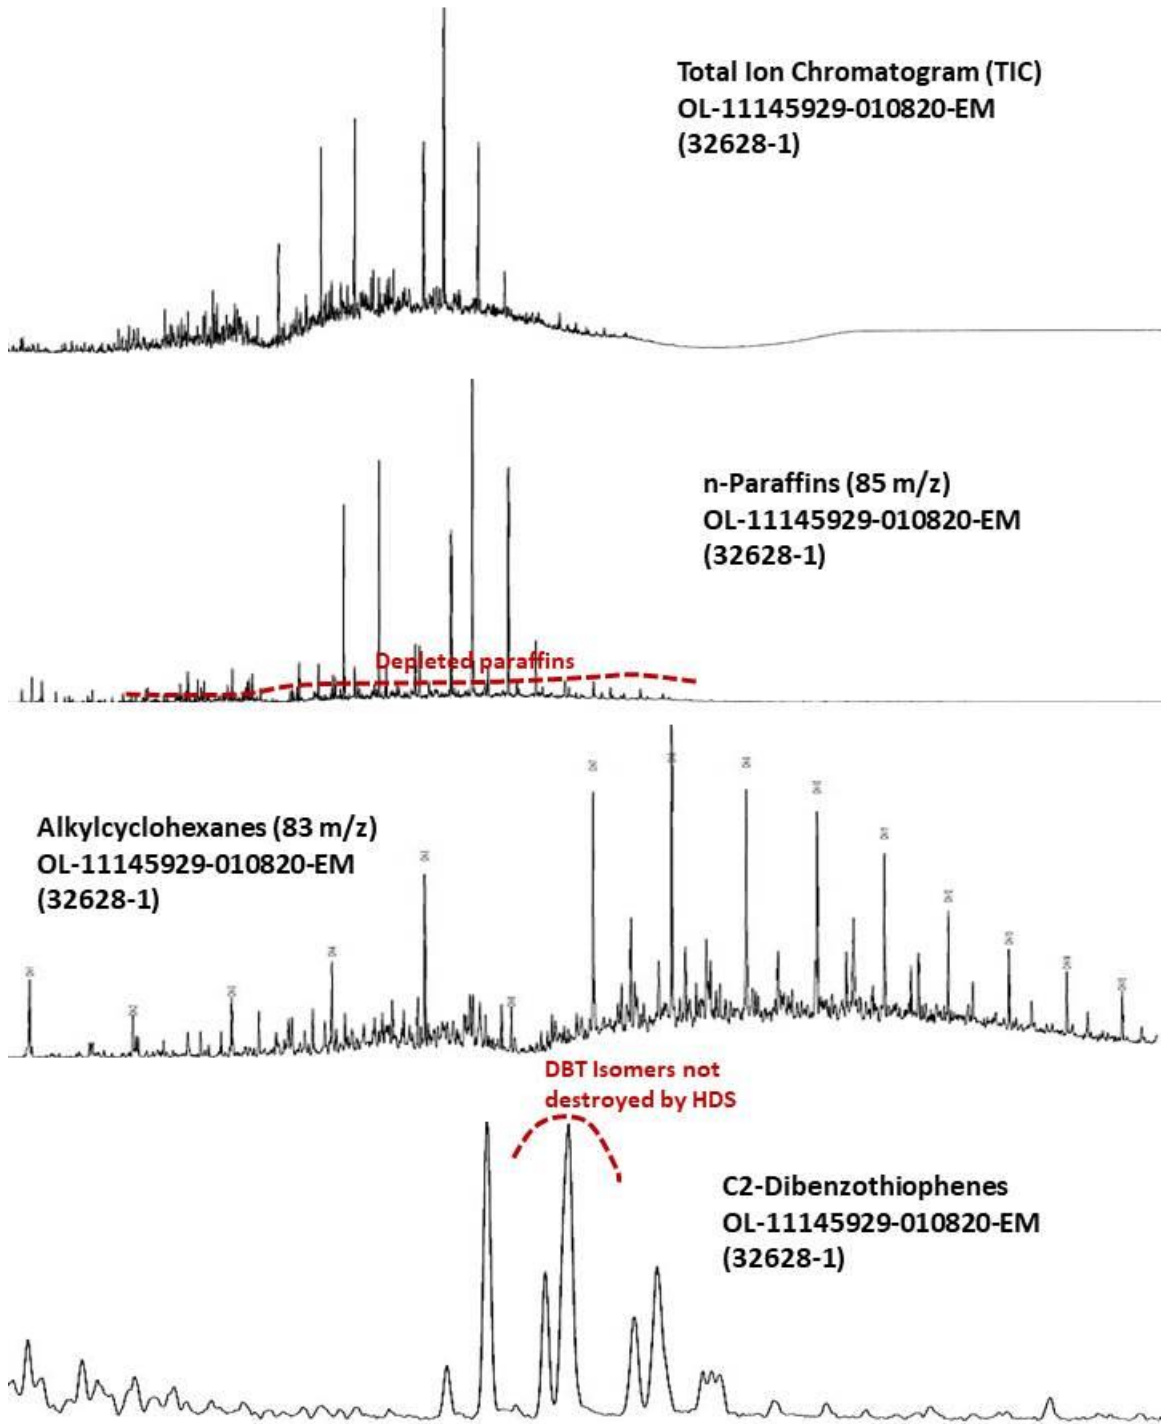 Total Ion Chromatogram (TIC)
OL-11145929-010820-EM
(32628-1)
n-Paraffins (85 m/z)
OL-11145929-010820-EM
(32628-1)
Depleted paraffins
Alkylcyclohexanes (83 m/z)
OL-11145929-010820-EM
(32628-1)
DBT Isomers not
destroyed by HDS
C2-Dibenzothiophenes
OL-11145929-010820-EM
(32628-1)